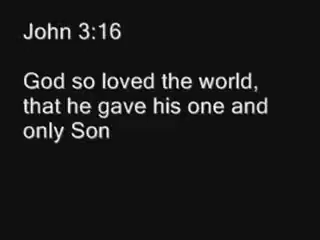 John 3:16
God so loved the world,
that he gave his one and
only Son